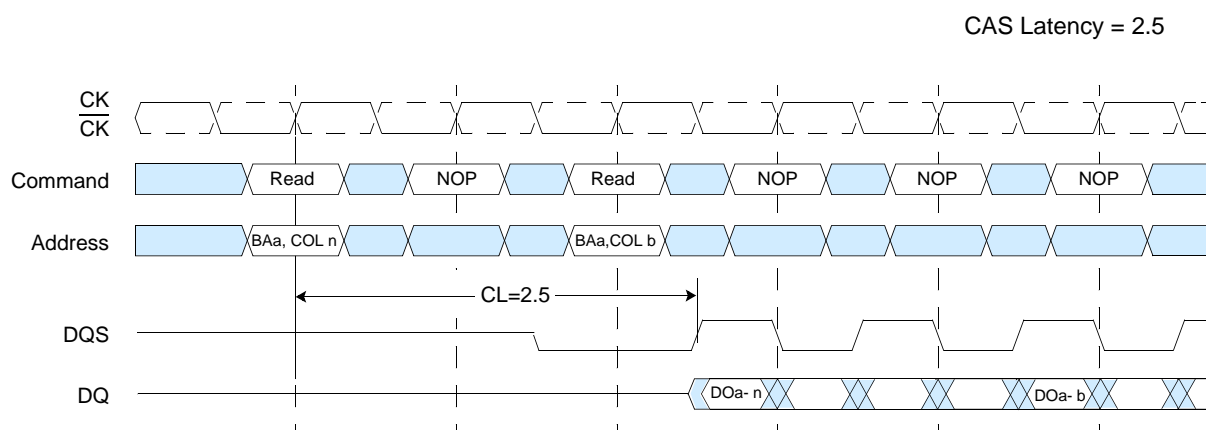 CAS Latency = 2.5
CK
CK
Command
Read
NOP
Read
NOP
NOP
NOP
Address
BAa, COL n
BAa,COL b
CL=2.5
DQS
DQ
DOa- n
DOa- b